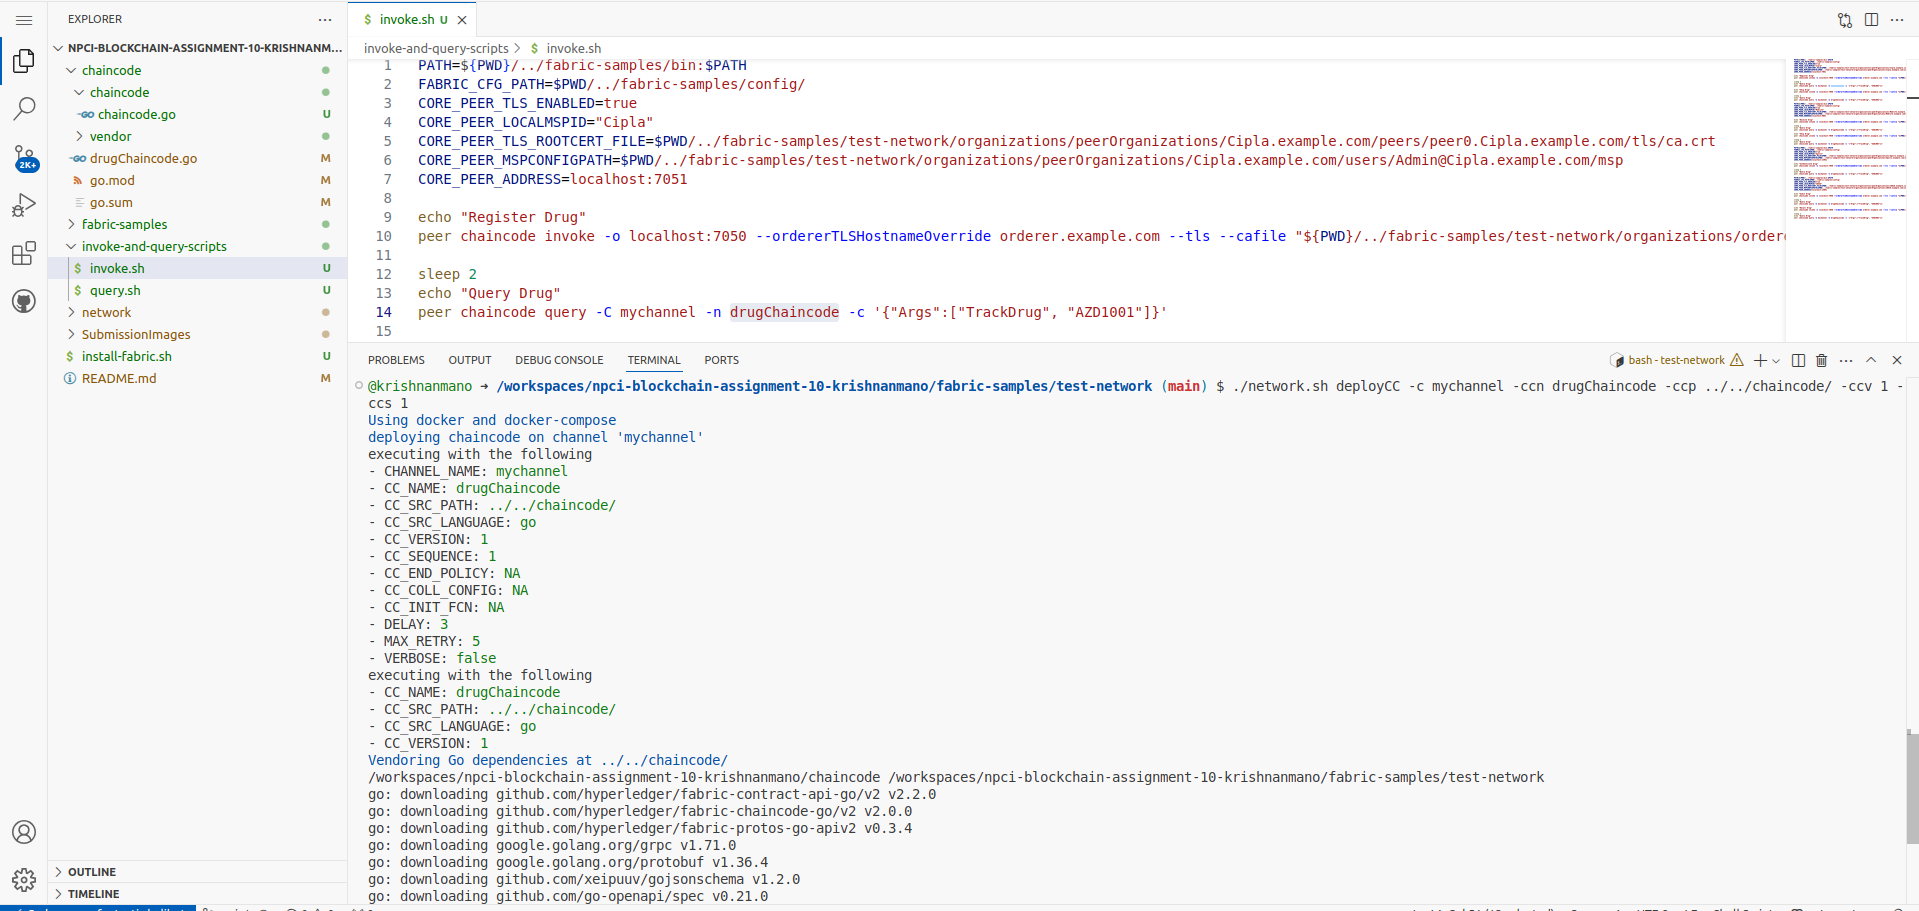 EXPLORER
NPCI-BLOCKCHAIN-ASSIGNMENT-10-KRISHNANM...
chaincode
chaincode
chaincode.go U
vendor
drugChaincode.go M
go.mod M
go.sum M
fabric-samples
invoke-and-query-scripts
invoke.sh U
query.sh U
network
SubmissionImages
install-fabric.sh U
README.md M
2K+
OUTLINE
TIMELINE
$ invoke.sh U
invoke-and-query-scripts > $ invoke.sh
1 PATH=${PWD}/../fabric-samples/bin:$PATH
2 FABRIC_CFG_PATH=$PWD/../fabric-samples/config/
3 CORE_PEER_TLS_ENABLED=true
4 CORE_PEER_LOCALMSPID="Cipla"
5 CORE_PEER_TLS_ROOTCERT_FILE=$PWD/../fabric-samples/test-network/organizations/peerOrganizations/Cipla.example.com/peers/peer0.Cipla.example.com/tls/ca.crt
6 CORE_PEER_MSPCONFIGPATH=$PWD/../fabric-samples/test-network/organizations/peerOrganizations/Cipla.example.com/users/Admin@Cipla.example.com/msp
7 CORE_PEER_ADDRESS=localhost:7051
8
9 echo "Register Drug"
10 peer chaincode invoke -o localhost:7050 --ordererTLSHostnameOverride orderer.example.com --tls --cafile "${PWD}/../fabric-samples/test-network/organizations/ordere
11
12 sleep 2
13 echo "Query Drug"
14 peer chaincode query -C mychannel -n drugChaincode -c '{"Args":["TrackDrug", "AZD1001"]}'
15
PROBLEMS OUTPUT DEBUG CONSOLE TERMINAL PORTS
bash - test-network
@krishnanmano ➜ /workspaces/npci-blockchain-assignment-10-krishnanmano/fabric-samples/test-network (main) $ ./network.sh deployCC -c mychannel -ccn drugChaincode -ccp ../../chaincode/ -ccv 1 -
ccs 1
Using docker and docker-compose
deploying chaincode on channel 'mychannel'
executing with the following
- CHANNEL_NAME: mychannel
- CC_NAME: drugChaincode
- CC_SRC_PATH: ../../chaincode/
- CC_SRC_LANGUAGE: go
- CC_VERSION: 1
- CC_SEQUENCE: 1
- CC_END_POLICY: NA
- CC_COLL_CONFIG: NA
- CC_INIT_FCN: NA
- DELAY: 3
- MAX_RETRY: 5
- VERBOSE: false
executing with the following
- CC_NAME: drugChaincode
- CC_SRC_PATH: ../../chaincode/
- CC_SRC_LANGUAGE: go
- CC_VERSION: 1
Vendoring Go dependencies at ../../chaincode/
/workspaces/npci-blockchain-assignment-10-krishnanmano/chaincode /workspaces/npci-blockchain-assignment-10-krishnanmano/fabric-samples/test-network
go: downloading github.com/hyperledger/fabric-contract-api-go/v2 v2.2.0
go: downloading github.com/hyperledger/fabric-chaincode-go/v2 v2.0.0
go: downloading github.com/hyperledger/fabric-protos-go-apiv2 v0.3.4
go: downloading google.golang.org/grpc v1.71.0
go: downloading google.golang.org/protobuf v1.36.4
go: downloading github.com/xeipuuv/gojsonschema v1.2.0
go: downloading github.com/go-openapi/spec v0.21.0